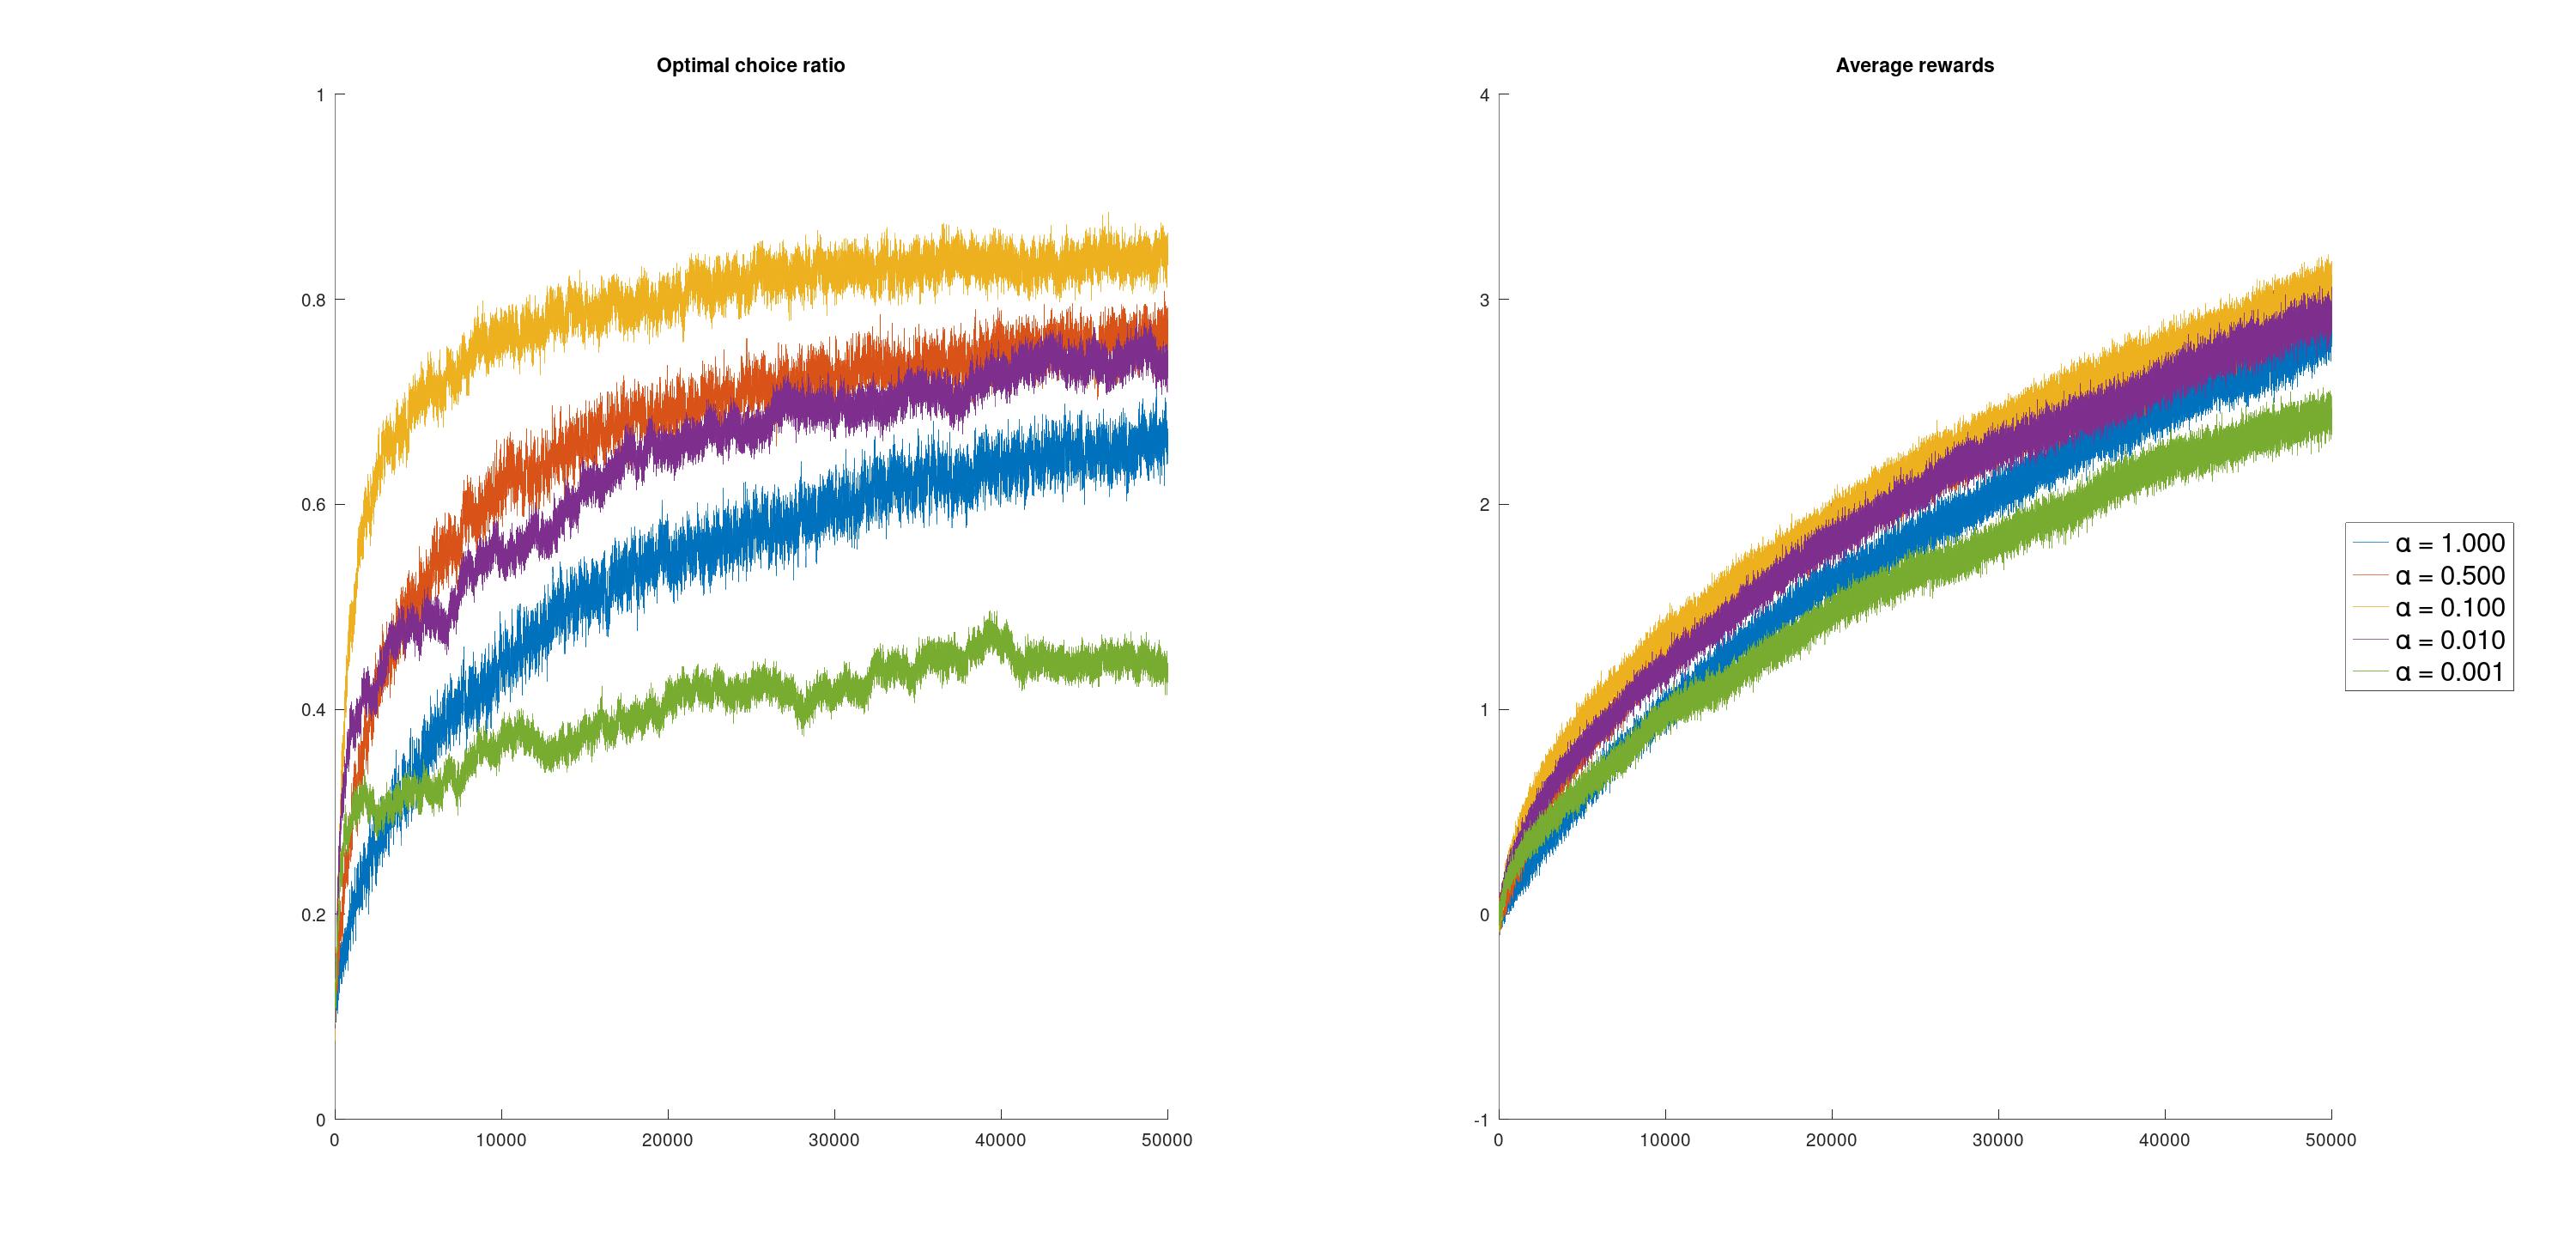 Optimal choice ratio
1
0.8
0.6
0.4
0.2
0
0 10000 20000 30000 40000 50000
Average rewards
4
3
2
1
0
-1
0 10000 20000 30000 40000 50000
α = 1.000
α = 0.500
α = 0.100
α = 0.010
α = 0.001